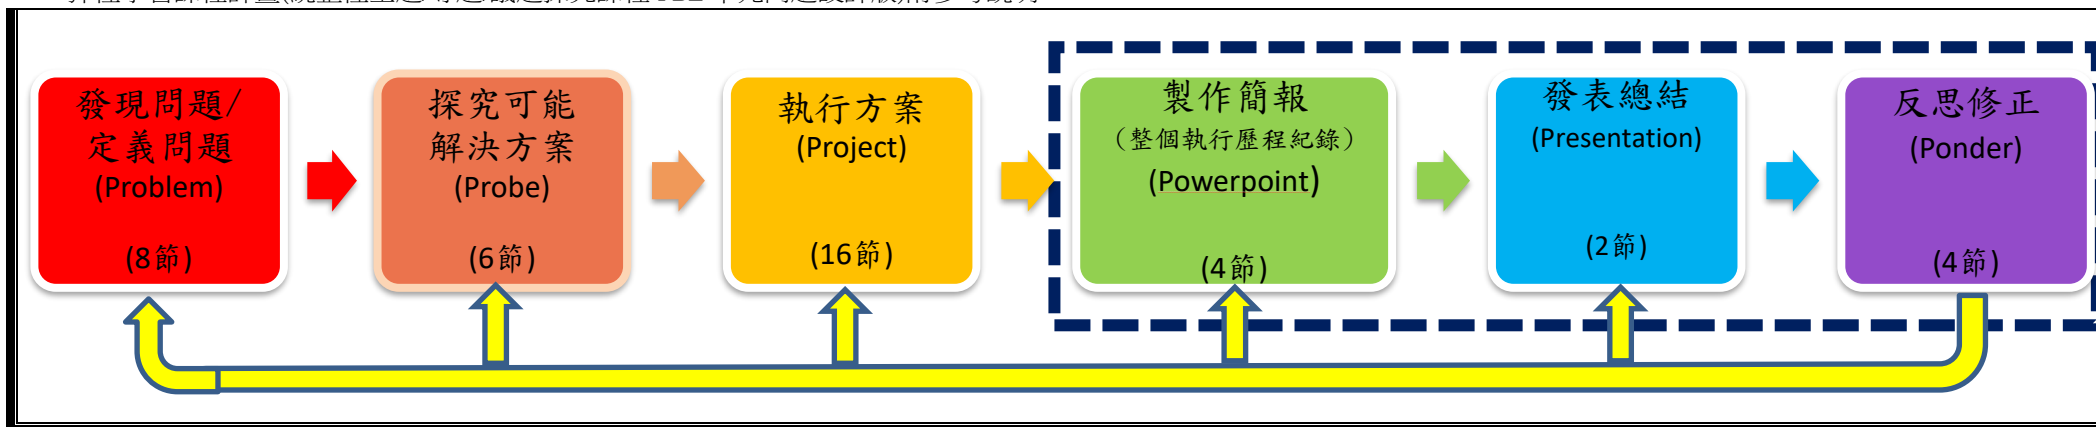 發現問題/
定義問題
(Problem)
(8節)
探究可能
解決方案
(Probe)
(6節)
執行方案
(Project)
(16節)
製作簡報
（整個執行歷程紀錄）
(Powerpoint)
(4節)
發表總結
(Presentation)
(2節)
反思修正
(Ponder)
(4節)